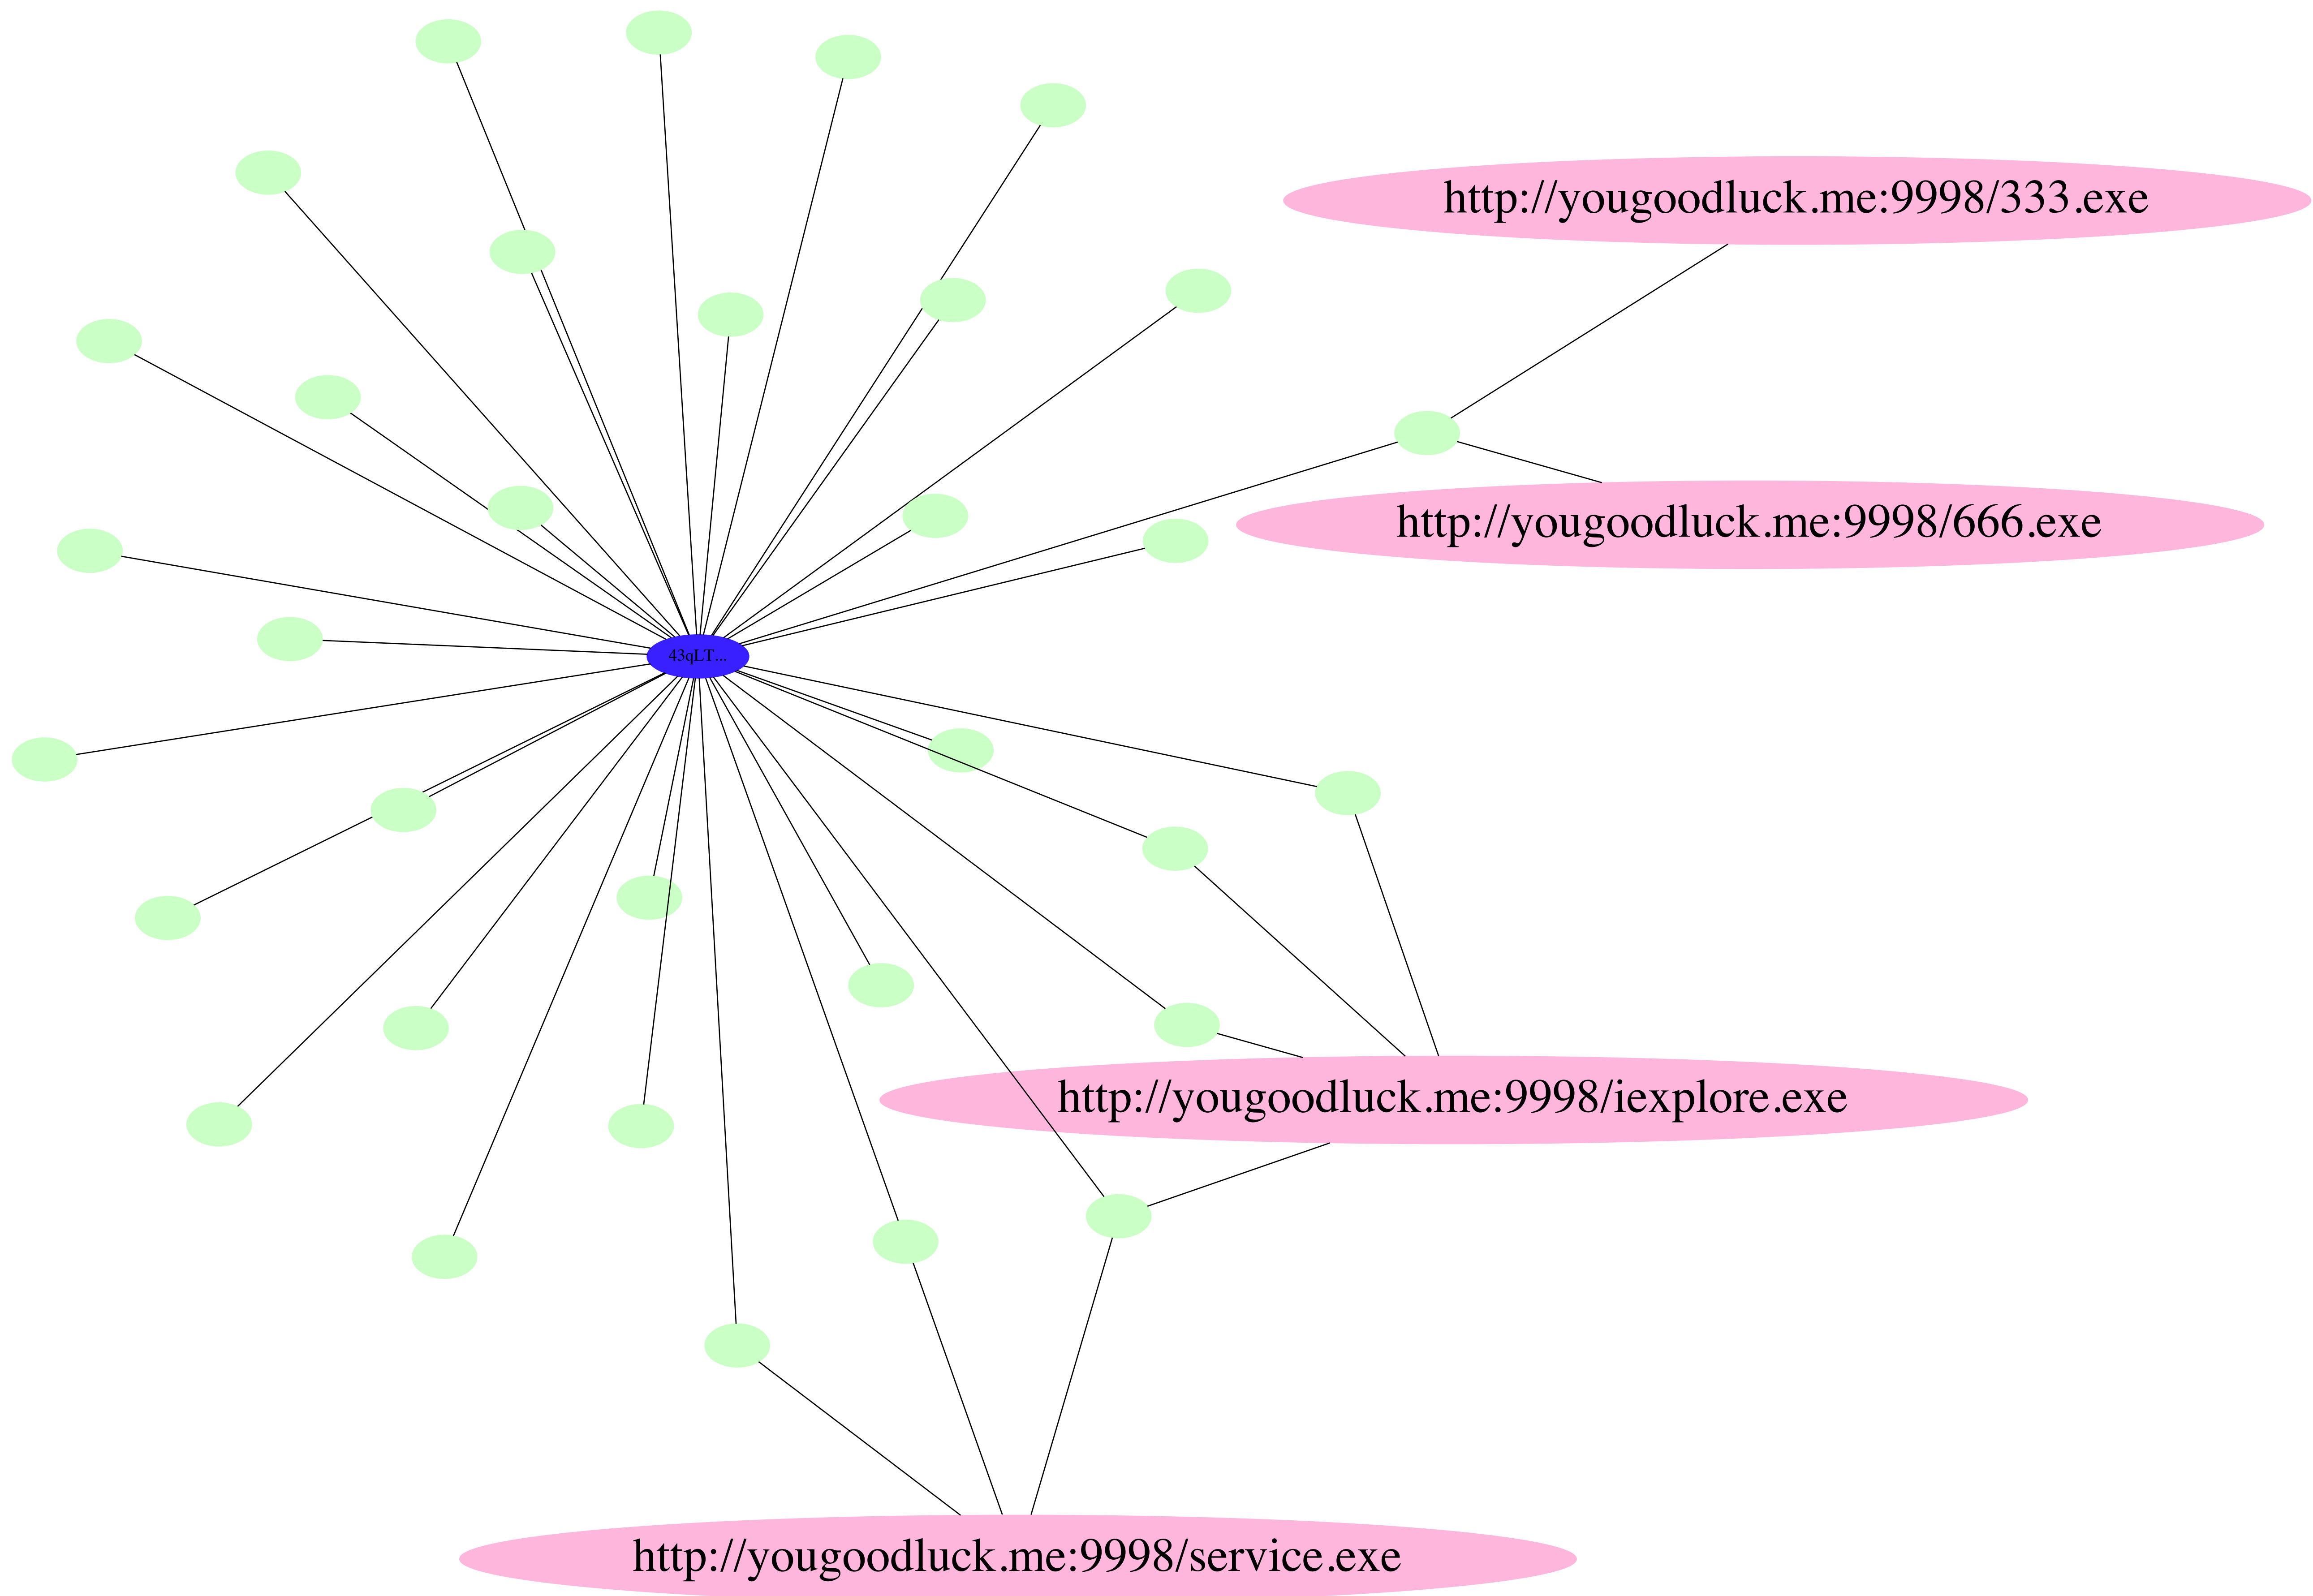 http://yougoodluck.me:9998/333.exe
http://yougoodluck.me:9998/666.exe
43qLT...
http://yougoodluck.me:9998/iexplore.exe
http://yougoodluck.me:9998/service.exe